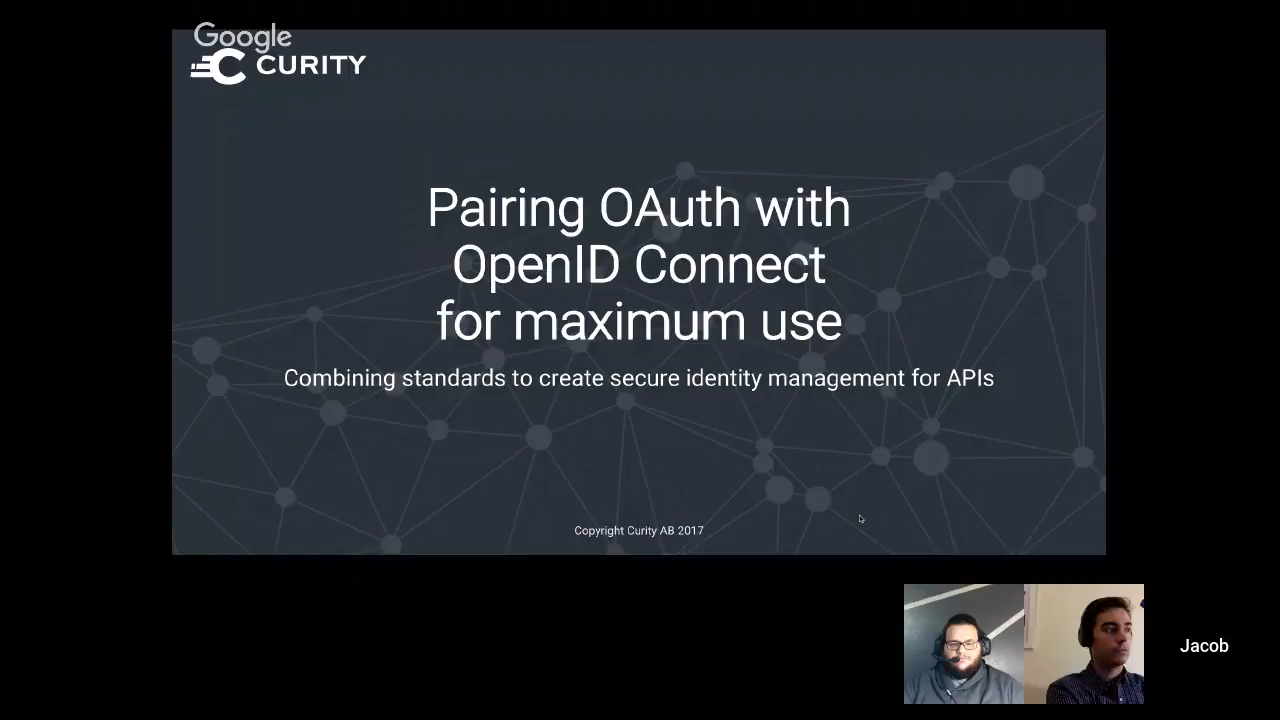 Google
CURITY
Pairing OAuth with
OpenID Connect
for maximum use
Combining standards to create secure identity management for APIs
Copyright Curity AB 2017
Jacob